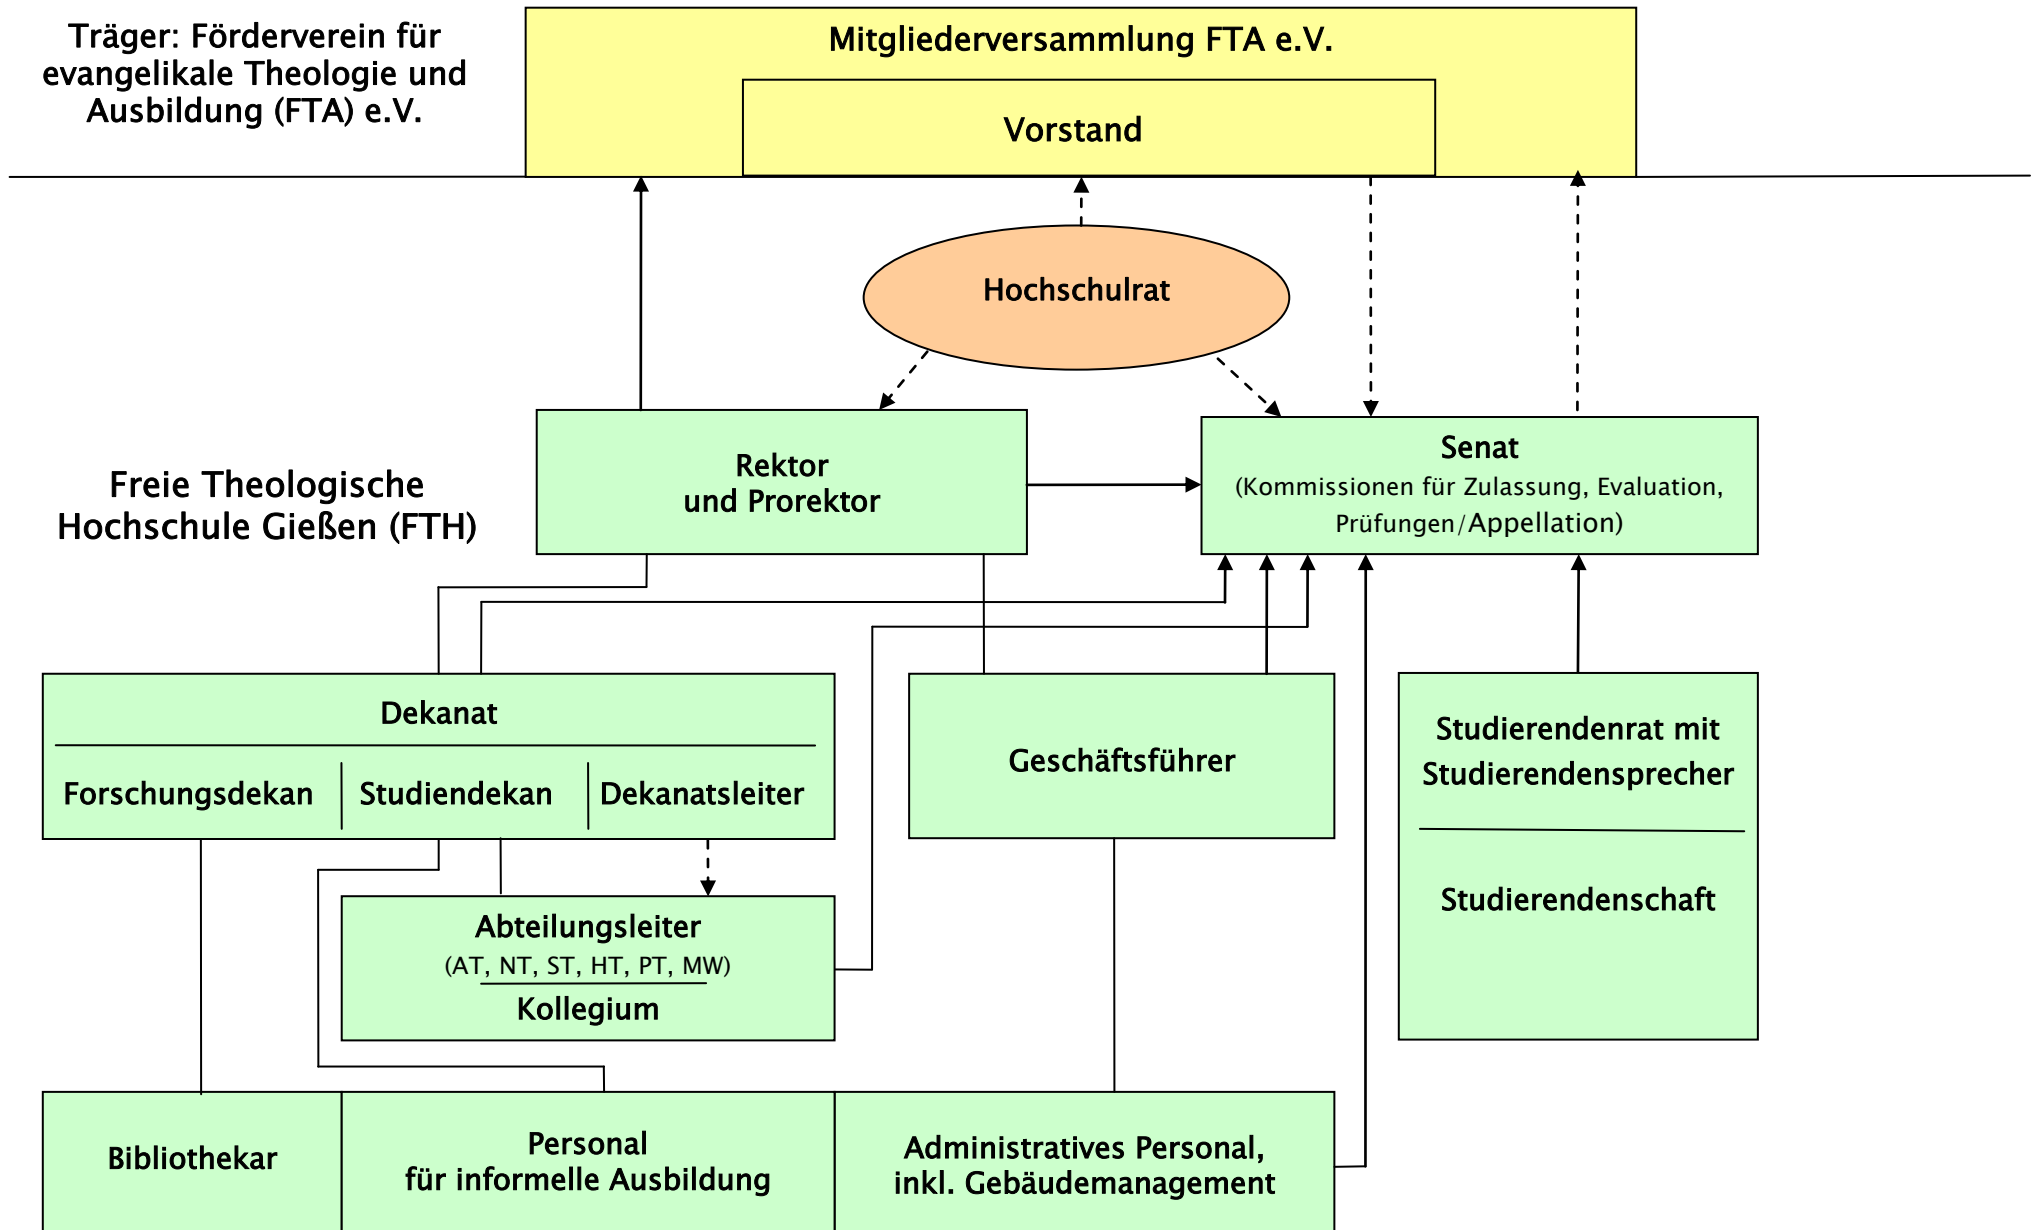 Träger: Förderverein für
evangelikale Theologie und
Ausbildung (FTA) e.V.
Mitgliederversammlung FTA e.V.
Vorstand
Hochschulrat
Freie Theologische
Hochschule Gießen (FTH)
Rektor
und Prorektor
Senat
(Kommissionen für Zulassung, Evaluation,
Prüfungen/Appellation)
Dekanat
Forschungsdekan
Studiendekan
Dekanatsleiter
Geschäftsführer
Studierendenrat mit
Studierendensprecher
Studierendenschaft
Abteilungsleiter
(AT, NT, ST, HT, PT, MW)
Kollegium
Bibliothekar
Personal
für informelle Ausbildung
Administratives Personal,
inkl. Gebäudemanagement